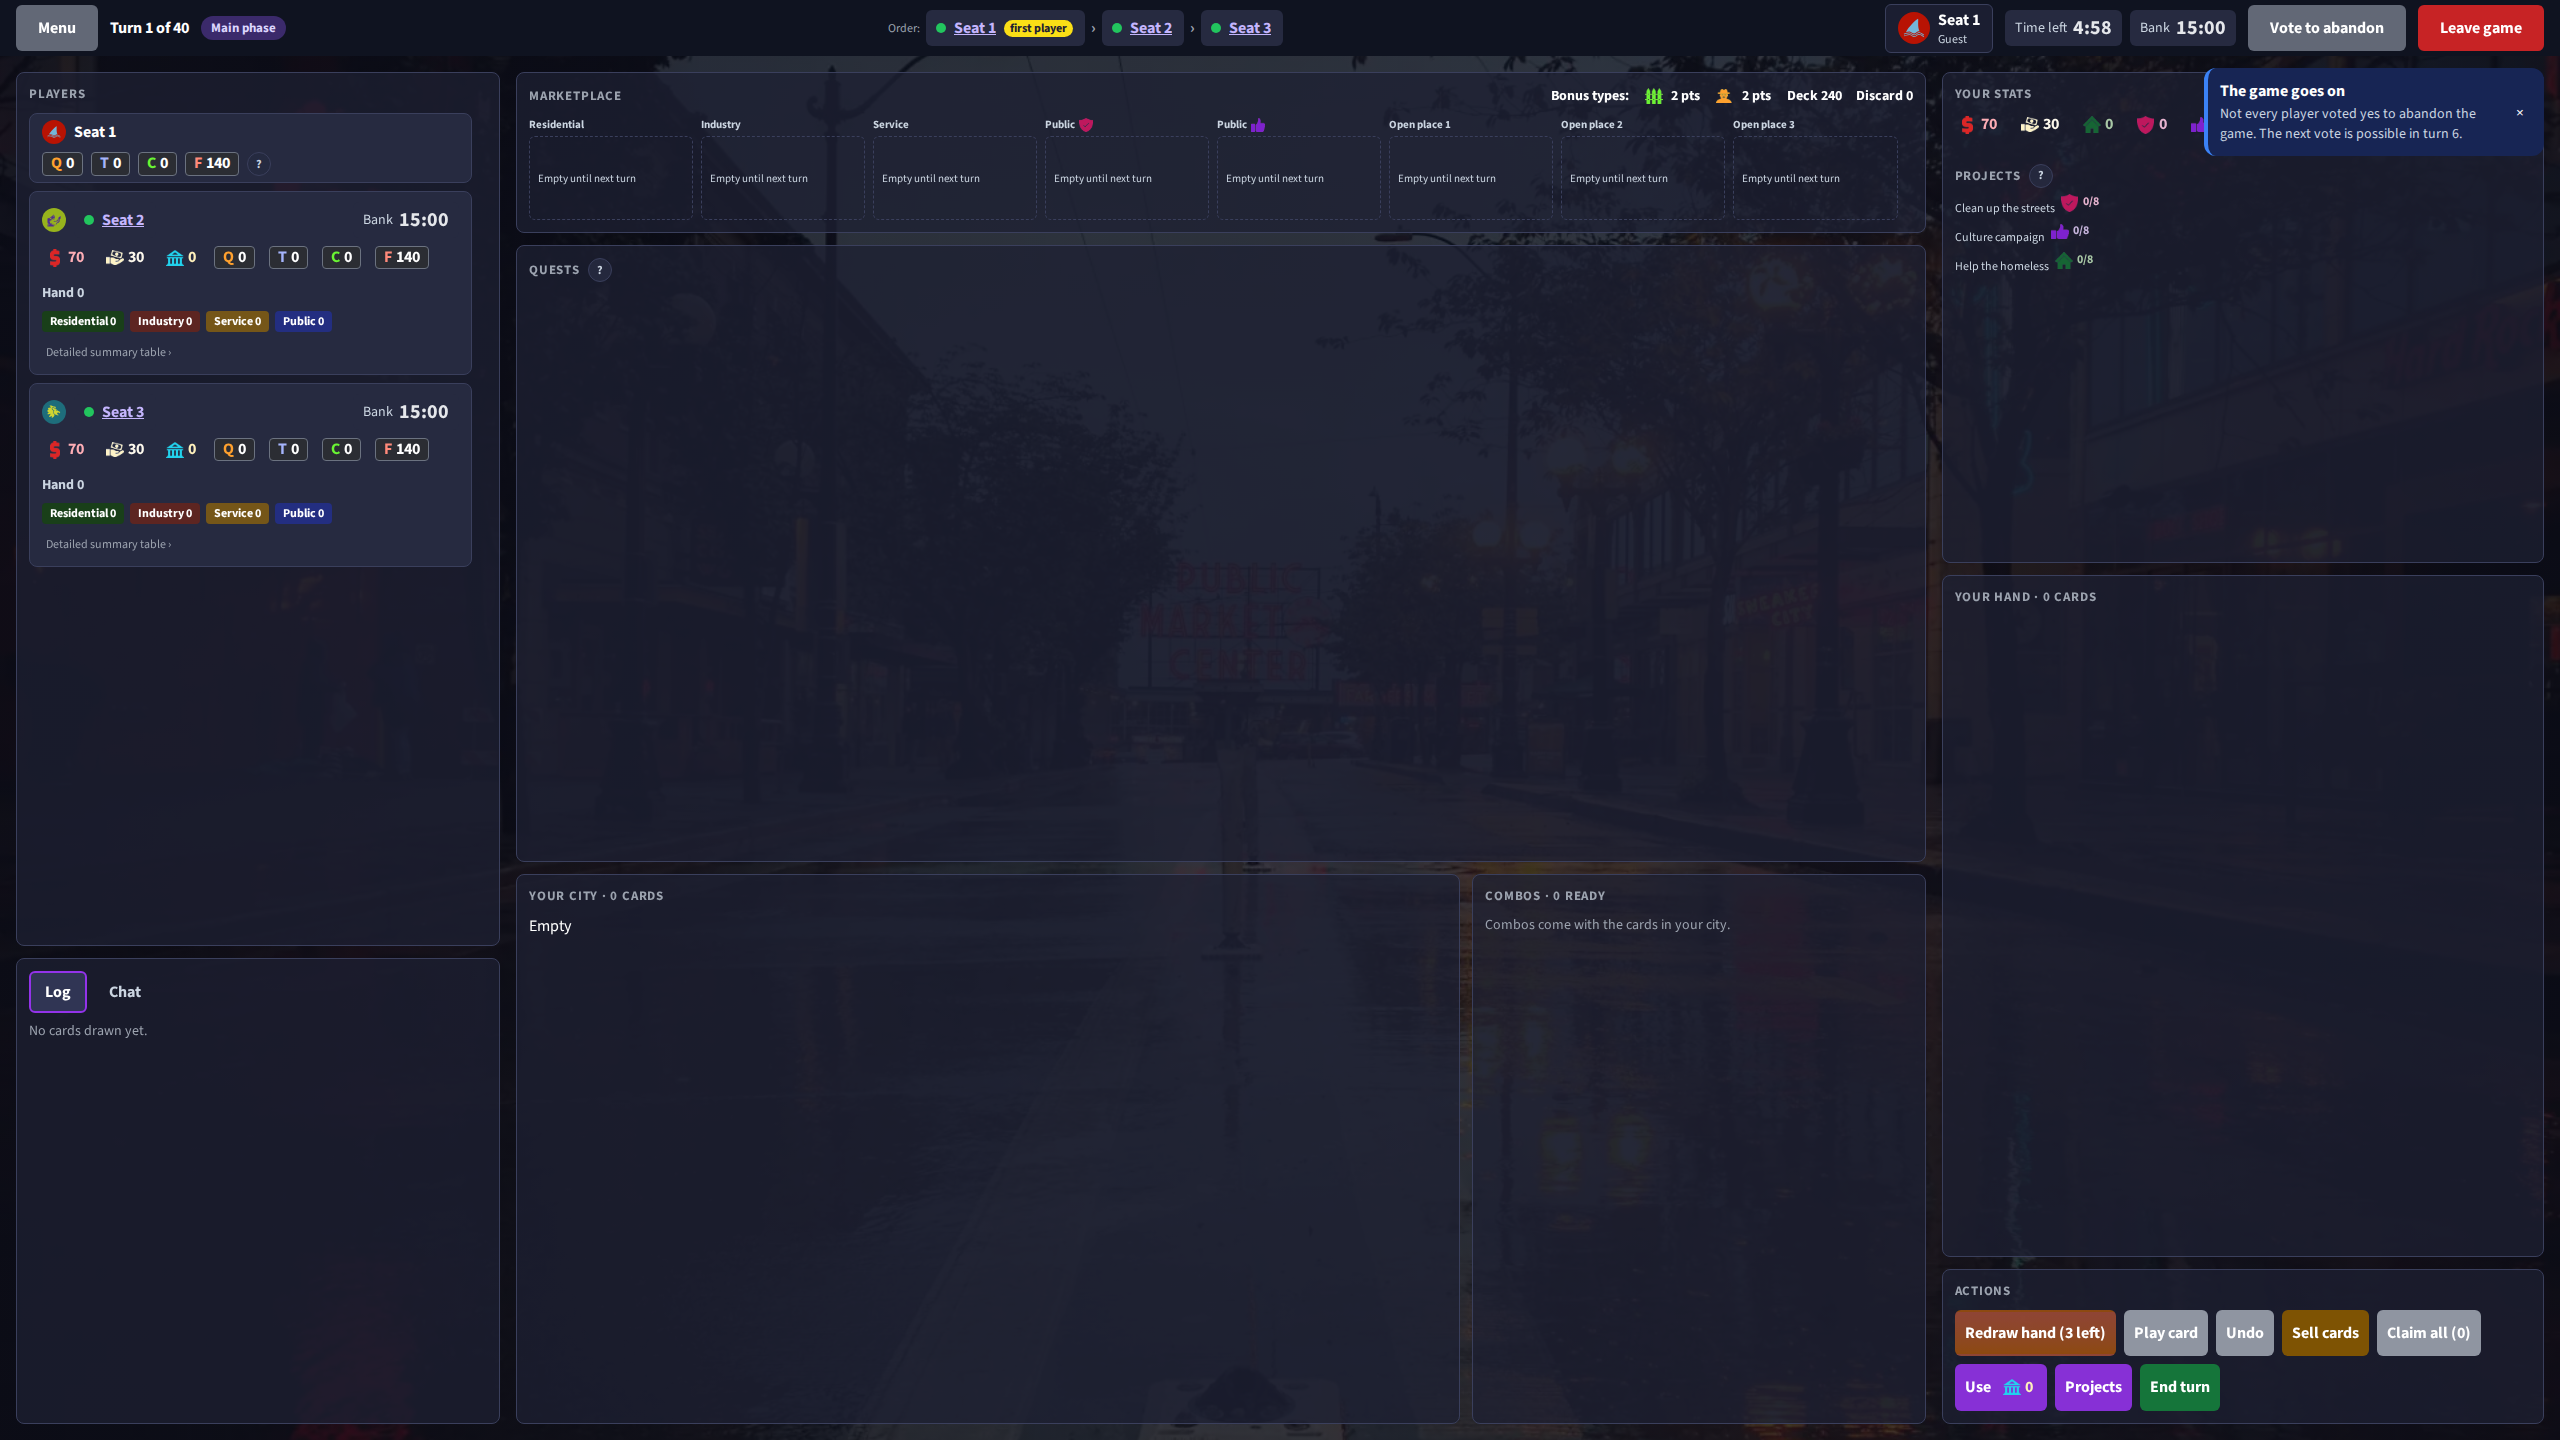 Menu
Turn 1 of 40
Main phase
Order:
Seat 1 first player
› Seat 2
› Seat 3
Seat 1
Guest
Time left 4:58
Bank 15:00
Vote to abandon
Leave game
PLAYERS
Seat 1
Q 0 T 0 C 0 F 140 ?
Seat 2
Bank 15:00
70 30 0 Q 0 T 0 C 0 F 140
Hand 0
Residential 0 Industry 0 Service 0 Public 0
Detailed summary table ›
Seat 3
Bank 15:00
70 30 0 Q 0 T 0 C 0 F 140
Hand 0
Residential 0 Industry 0 Service 0 Public 0
Detailed summary table ›
Log Chat
No cards drawn yet.
MARKETPLACE
Bonus types: 2 pts 2 pts Deck 240 Discard 0
Residential Industry Service Public Public Open place 1 Open place 2 Open place 3
Empty until next turn Empty until next turn Empty until next turn Empty until next turn Empty until next turn Empty until next turn Empty until next turn Empty until next turn
QUESTS ?
PUBLIC
MARKET
CENTER
YOUR CITY · 0 CARDS
Empty
COMBOS · 0 READY
Combos come with the cards in your city.
YOUR STATS
70 30 0 0
The game goes on
Not every player voted yes to abandon the
game. The next vote is possible in turn 6.
×
PROJECTS ?
Clean up the streets 0/8
Culture campaign 0/8
Help the homeless 0/8
YOUR HAND · 0 CARDS
ACTIONS
Redraw hand (3 left) Play card Undo Sell cards Claim all (0)
Use 0 Projects End turn